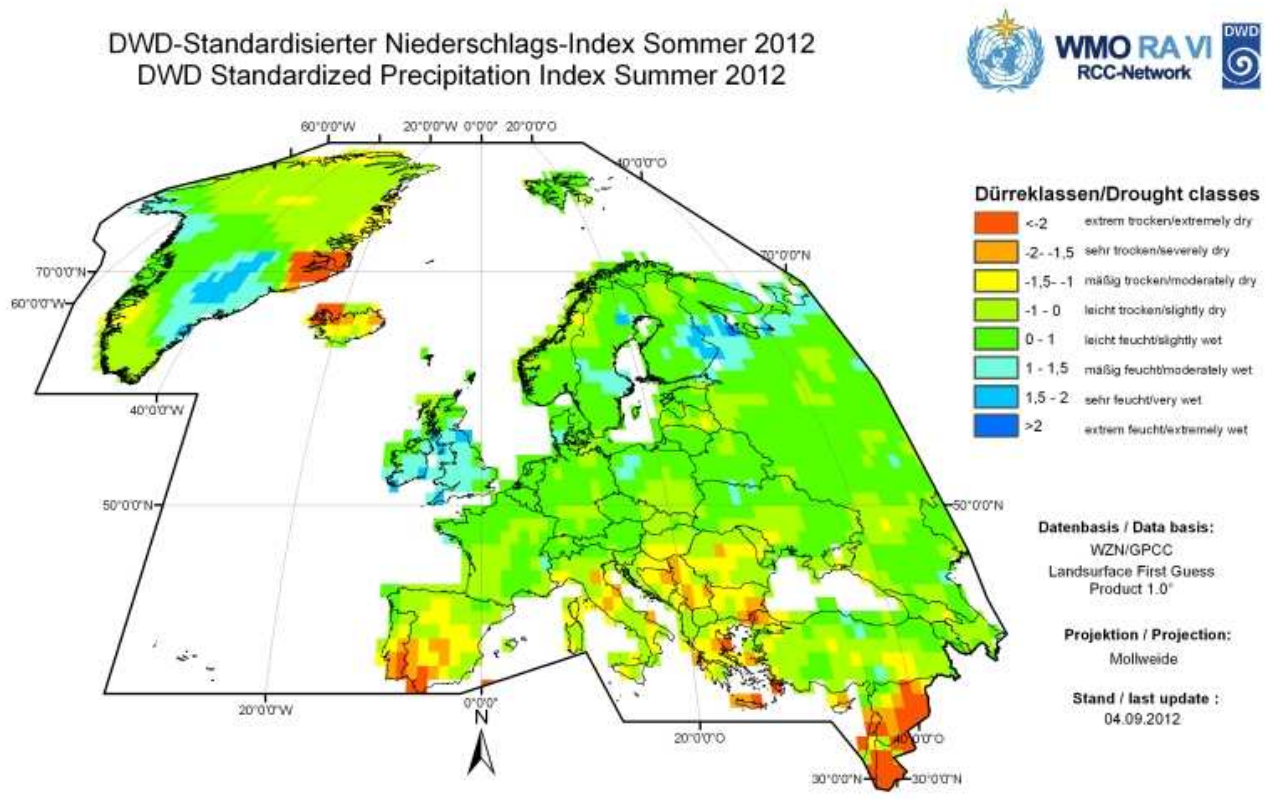 DWD-Standardisierter Niederschlags-Index Sommer 2012
DWD Standardized Precipitation Index Summer 2012
WMO RA VI
RCC-Network
DWD
60°0'0"W
20°0'0"W
0°0'0"
20°0'0"O
40°0'0"O
70°0'0"N
70°0'0"N
60°0'0"W
40°0'0"W
50°0'0"N
50°0'0"N
20°0'0"W
0°0'0"
20°0'0"O
40°0'0"O
30°0'0"N
30°0'0"N
N
Dürreklassen/Drought classes
<-2 extrem trocken/extremely dry
-2- -1,5 sehr trocken/severely dry
-1,5- -1 mäßig trocken/moderately dry
-1 - 0 leicht trocken/slightly dry
0 - 1 leicht feucht/slightly wet
1 - 1,5 mäßig feucht/moderately wet
1,5 - 2 sehr feucht/very wet
>2 extrem feucht/extremely wet
Datenbasis / Data basis:
WZN/GPCC
Landsurface First Guess
Product 1.0°
Projektion / Projection:
Mollweide
Stand / last update :
04.09.2012